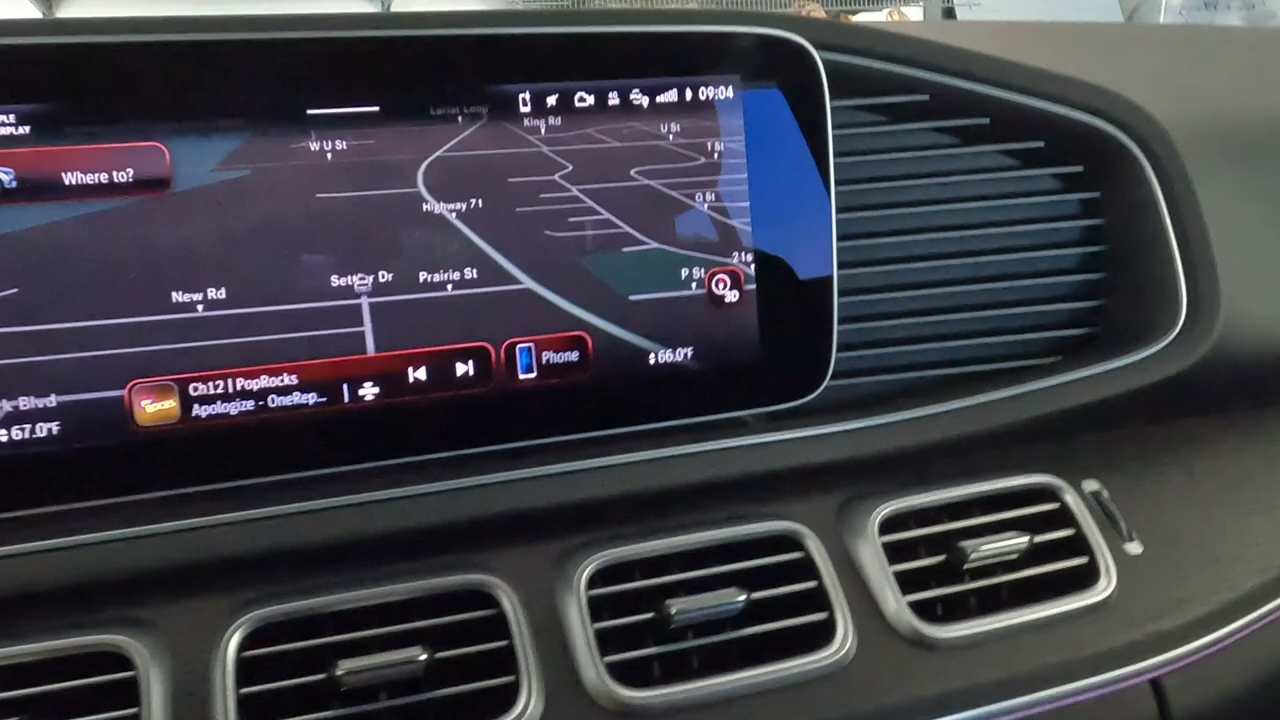 PLE
RPLAY
09:04
Lariat Loop
King Rd
U St
W U St
T St
Where to?
Highway 71
P St
3D
Prairie St
New Rd
Ch12 | PopRocks
Apologize - OneRep...
Phone
66.0°F
k Blvd
67.0°F